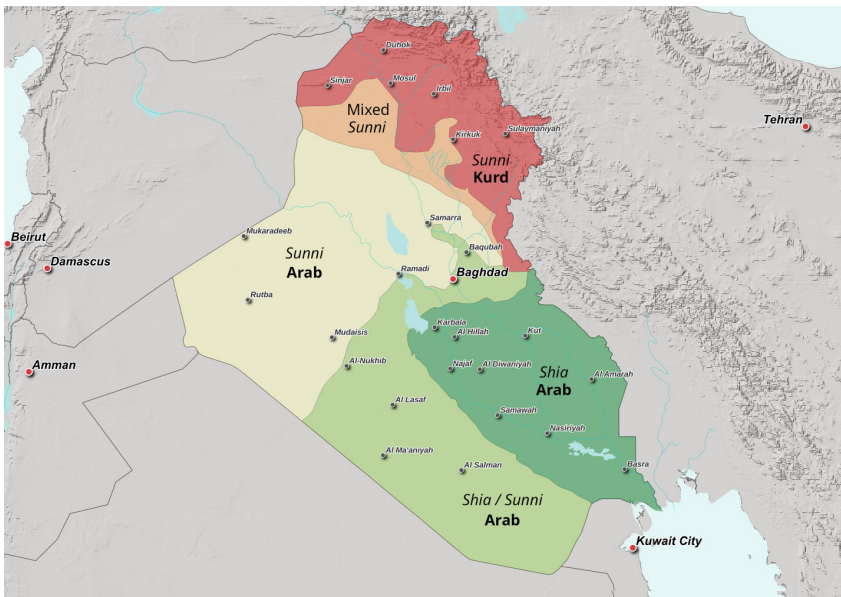 Duhok
Sinjar
Mosul
Irbil
Mixed
Sunni
Kirkuk
Sulaymaniyah
Tehran
Sunni
Kurd
Samarra
Mukaradeeb
Beirut
Sunni
Arab
Baqubah
Damascus
Ramadi
Baghdad
Rutba
Karbala
Mudaisis
Al Hillah
Kut
Al-Nukhib
Najaf
Al Diwaniyah
Amman
Shia
Arab
Al Amarah
Al Lasaf
Samawah
Nasiriyah
Al Ma'aniyah
Al Salman
Basra
Shia / Sunni
Arab
Kuwait City